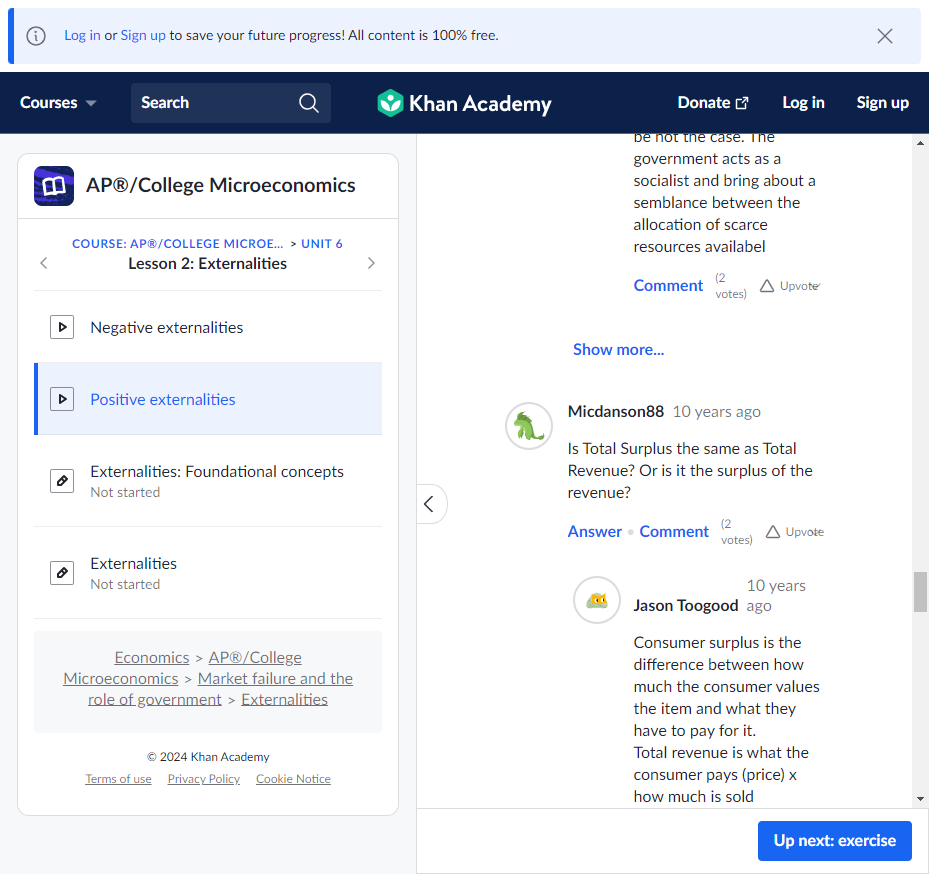 Log in or Sign up to save your future progress! All content is 100% free.
Courses
Search
Khan Academy
Donate
Log in
Sign up
AP®/College Microeconomics
COURSE: AP®/COLLEGE MICROE... > UNIT 6
Lesson 2: Externalities
Negative externalities
Positive externalities
Externalities: Foundational concepts
Not started
Externalities
Not started
Economics > AP®/College
Microeconomics > Market failure and the
role of government > Externalities
© 2024 Khan Academy
Terms of use Privacy Policy Cookie Notice
be not the case. The
government acts as a
socialist and bring about a
semblance between the
allocation of scarce
resources availabel
Comment (2 votes) Upvote
Show more...
Micdanson88 10 years ago
Is Total Surplus the same as Total
Revenue? Or is it the surplus of the
revenue?
Answer • Comment (2 votes) Upvote
Jason Toogood 10 years ago
Consumer surplus is the
difference between how
much the consumer values
the item and what they
have to pay for it.
Total revenue is what the
consumer pays (price) x
how much is sold
Up next: exercise